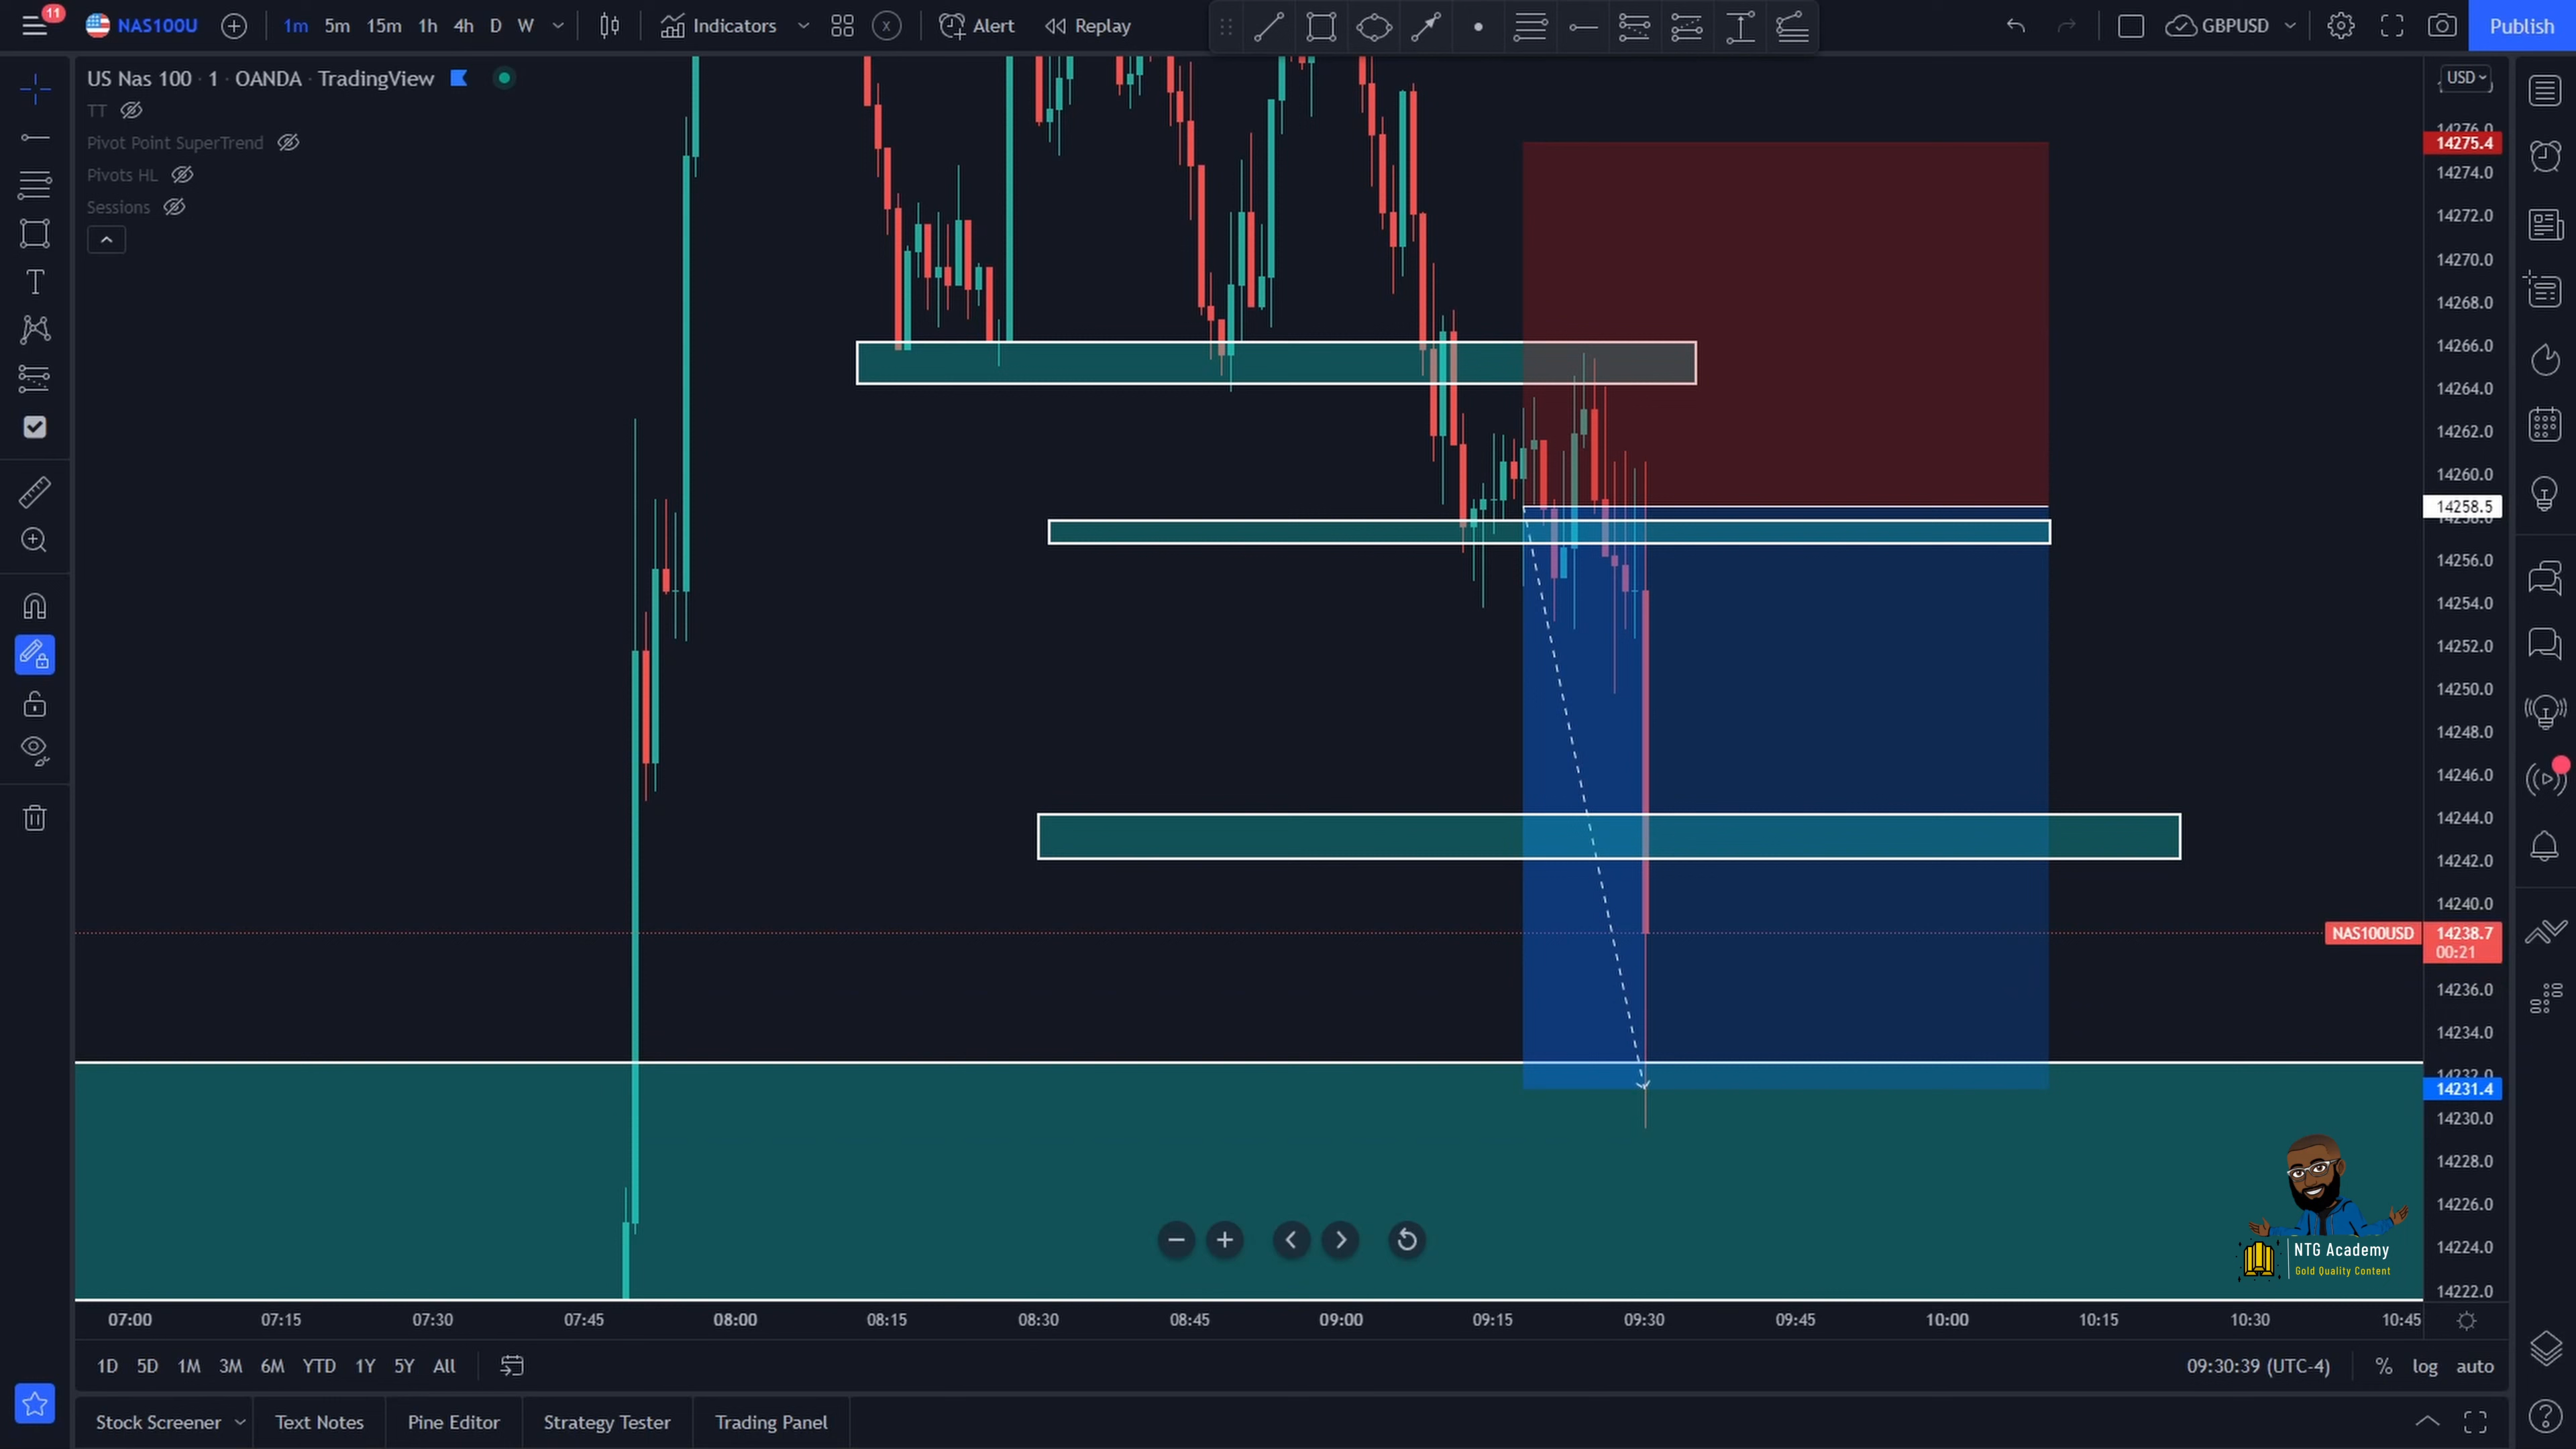 11
NAS100U
1m 5m 15m 1h 4h D W
Indicators
Alert
Replay
GBPUSD
Publish
US Nas 100 · 1 · OANDA · TradingView
TT
Pivot Point SuperTrend
Pivots HL
Sessions
USD
14276.0
14275.4
14274.0
14272.0
14270.0
14268.0
14266.0
14264.0
14262.0
14260.0
14258.5
14258.0
14256.0
14254.0
14252.0
14250.0
14248.0
14246.0
14244.0
14242.0
14240.0
NAS100USD 14238.7
00:21
14236.0
14234.0
14232.0
14231.4
14230.0
14228.0
14226.0
14224.0
14222.0
NTG Academy
Gold Quality Content
07:00 07:15 07:30 07:45 08:00 08:15 08:30 08:45 09:00 09:15 09:30 09:45 10:00 10:15 10:30 10:45
1D 5D 1M 3M 6M YTD 1Y 5Y All
09:30:39 (UTC-4) % log auto
Stock Screener Text Notes Pine Editor Strategy Tester Trading Panel